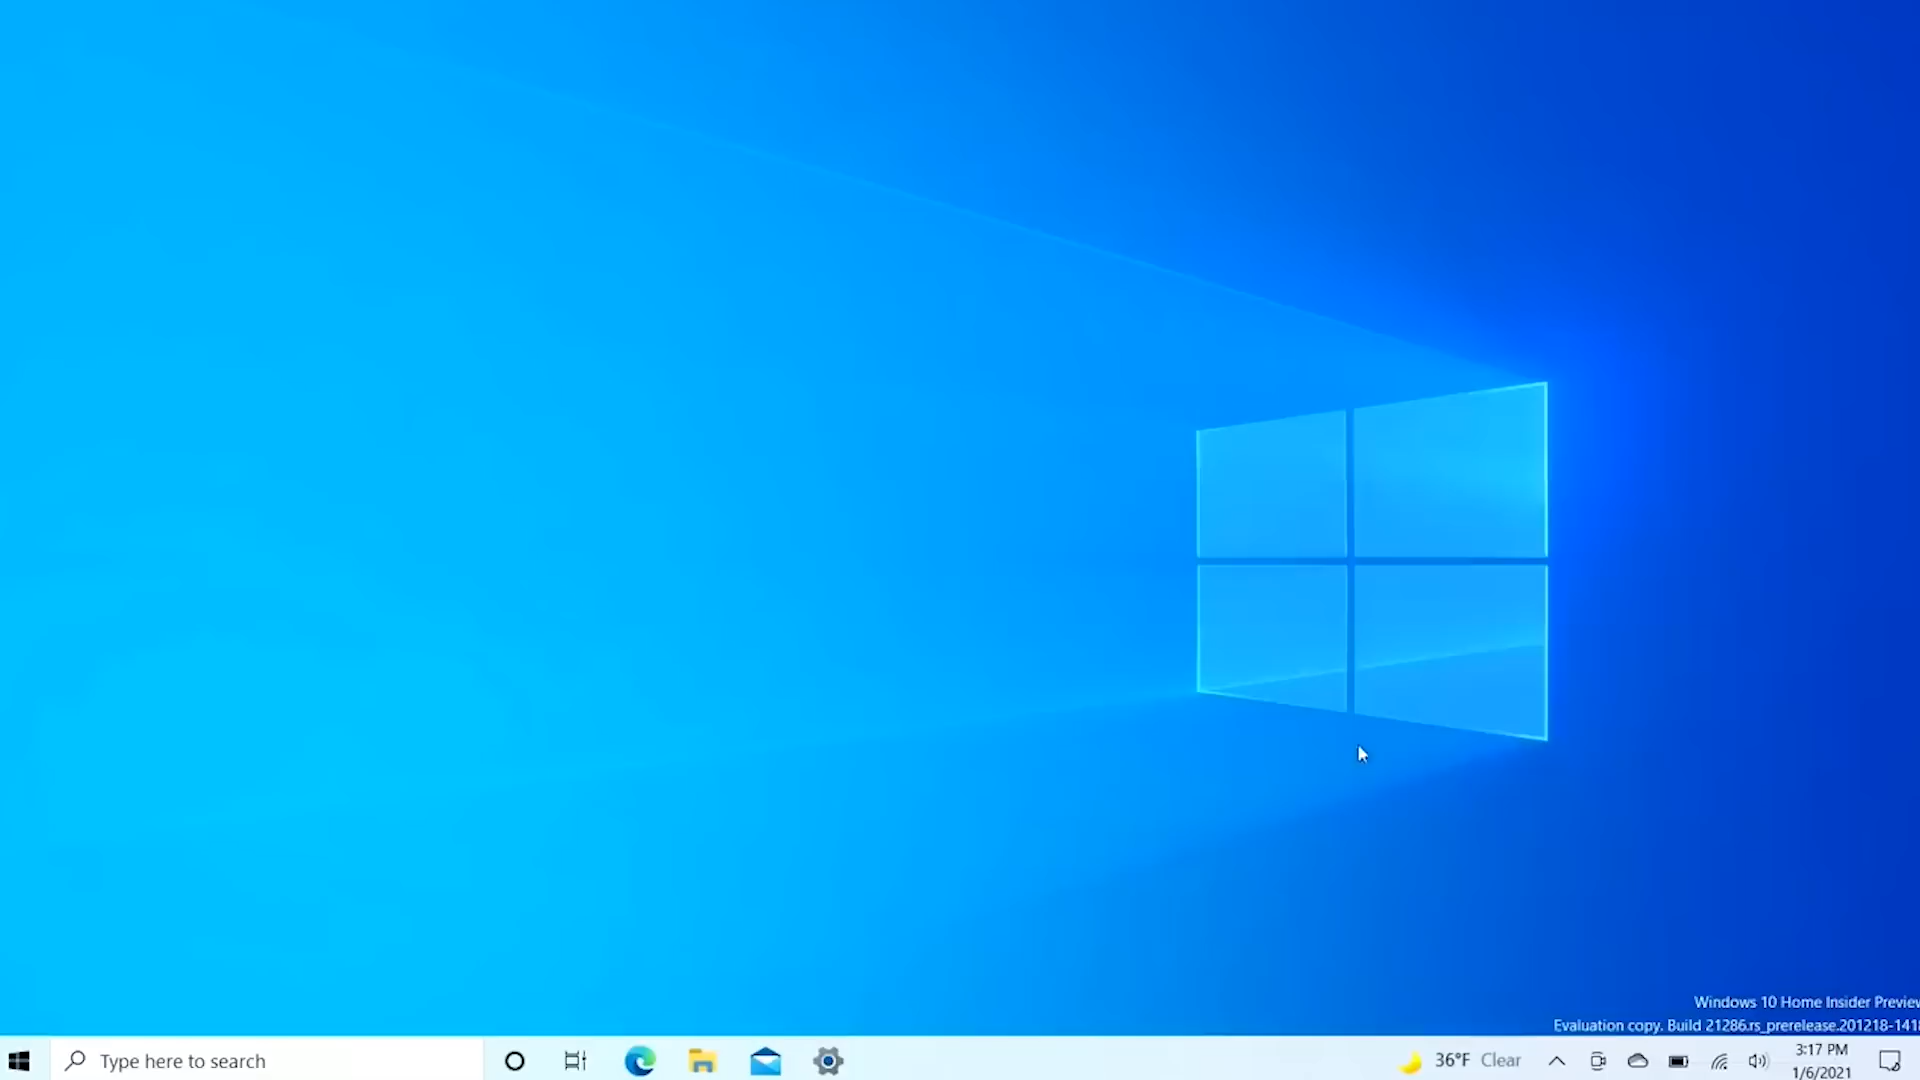 Windows 10 Home Insider Preview
Evaluation copy. Build 21286.rs_prerelease.201218-141
Type here to search
36°F Clear
3:17 PM
1/6/2021